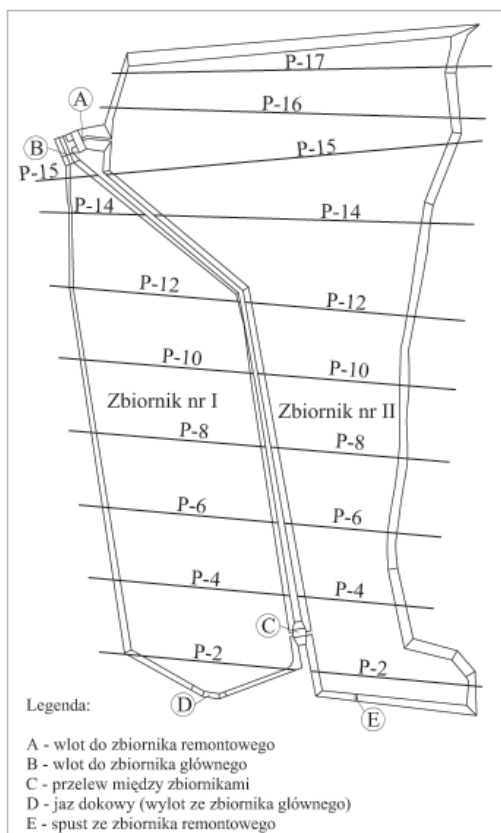 P-17
P-16
A
B
P-15
P-15
P-14
P-14
P-12
P-12
P-10
P-10
Zbiornik nr I
Zbiornik nr II
P-8
P-8
P-6
P-6
P-4
P-4
C
P-2
P-2
D
E
Legenda:
A - wlot do zbiornika remontowego
B - wlot do zbiornika głównego
C - przelew między zbiornikami
D - jaz dokowy (wylot ze zbiornika głównego)
E - spust ze zbiornika remontowego